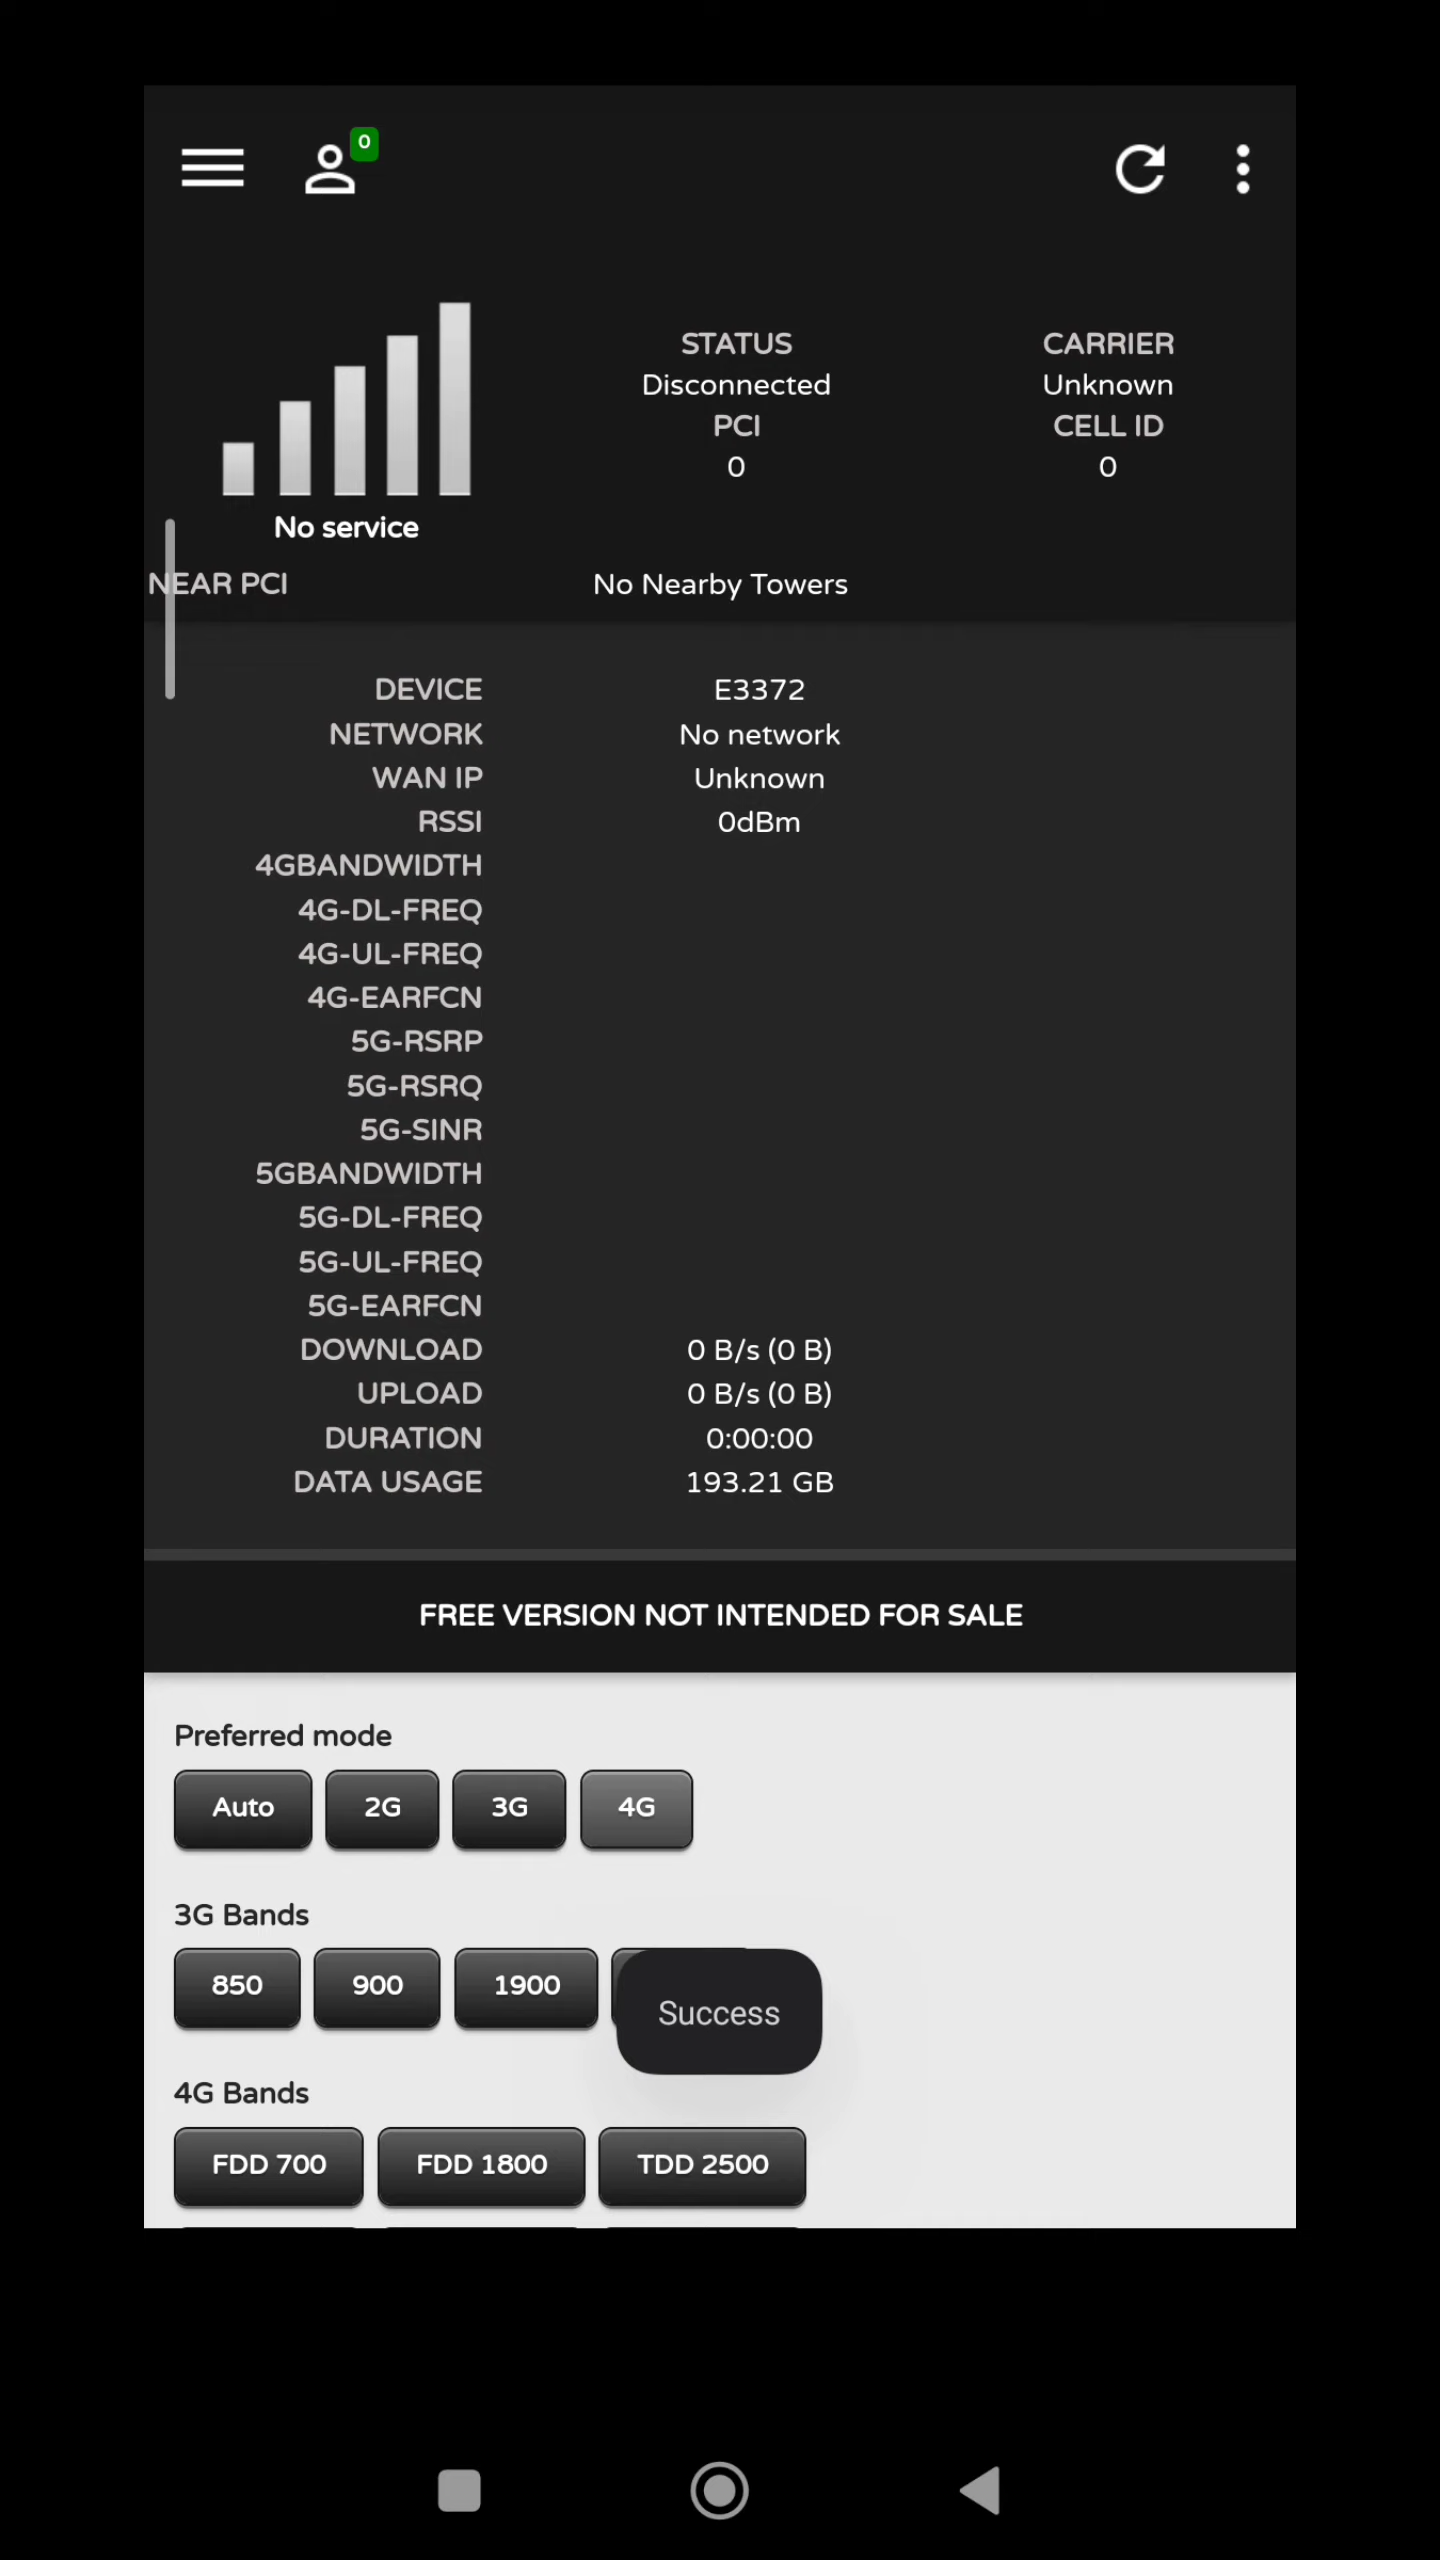 0
STATUS
Disconnected
PCI
0
CARRIER
Unknown
CELL ID
0
No service
NEAR PCI No Nearby Towers
DEVICE E3372
NETWORK No network
WAN IP Unknown
RSSI 0dBm
4GBANDWIDTH
4G-DL-FREQ
4G-UL-FREQ
4G-EARFCN
5G-RSRP
5G-RSRQ
5G-SINR
5GBANDWIDTH
5G-DL-FREQ
5G-UL-FREQ
5G-EARFCN
DOWNLOAD 0 B/s (0 B)
UPLOAD 0 B/s (0 B)
DURATION 0:00:00
DATA USAGE 193.21 GB
FREE VERSION NOT INTENDED FOR SALE
Preferred mode
Auto 2G 3G 4G
3G Bands
850 900 1900
Success
4G Bands
FDD 700 FDD 1800 TDD 2500